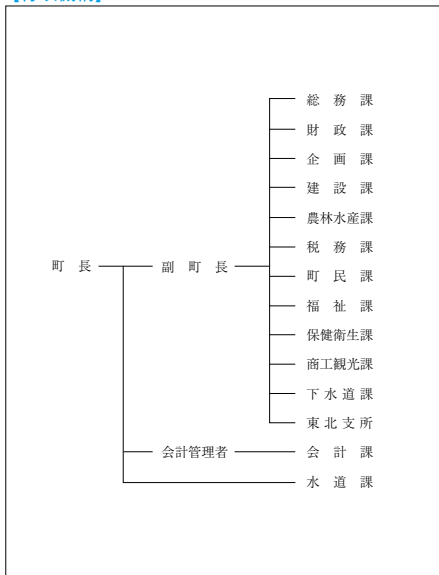 総務課
財政課
企画課
建設課
農林水産課
税務課
町長 副町長 町民課
福祉課
保健衛生課
商工観光課
下水道課
東北支所
会計管理者 会計課
水道課